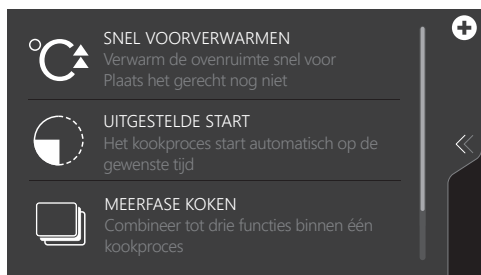 SNEL VOORVERWARMEN
Verwarm de ovenruimte snel voor
Plaats het gerecht nog niet
UITGESTELDE START
Het kookproces start automatisch op de
gewenste tijd
MEERFASE KOKEN
Combineer tot drie functies binnen één
kookproces